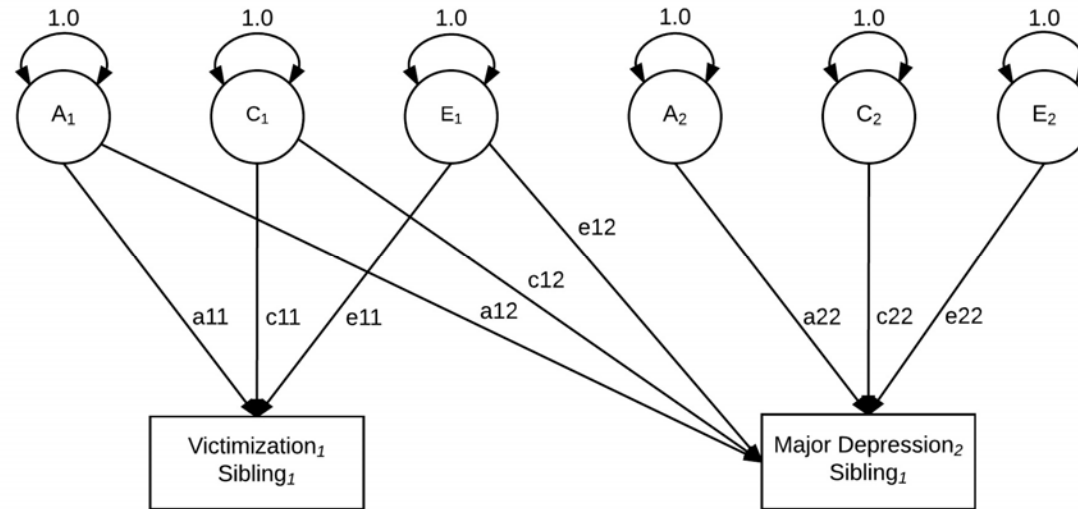 1.0 1.0 1.0 1.0 1.0 1.0
A1 C1 E1 A2 C2 E2
e12
c12
a11 c11 e11 a12 a22 c22 e22
Victimization1 Major Depression2
Sibling1 Sibling1